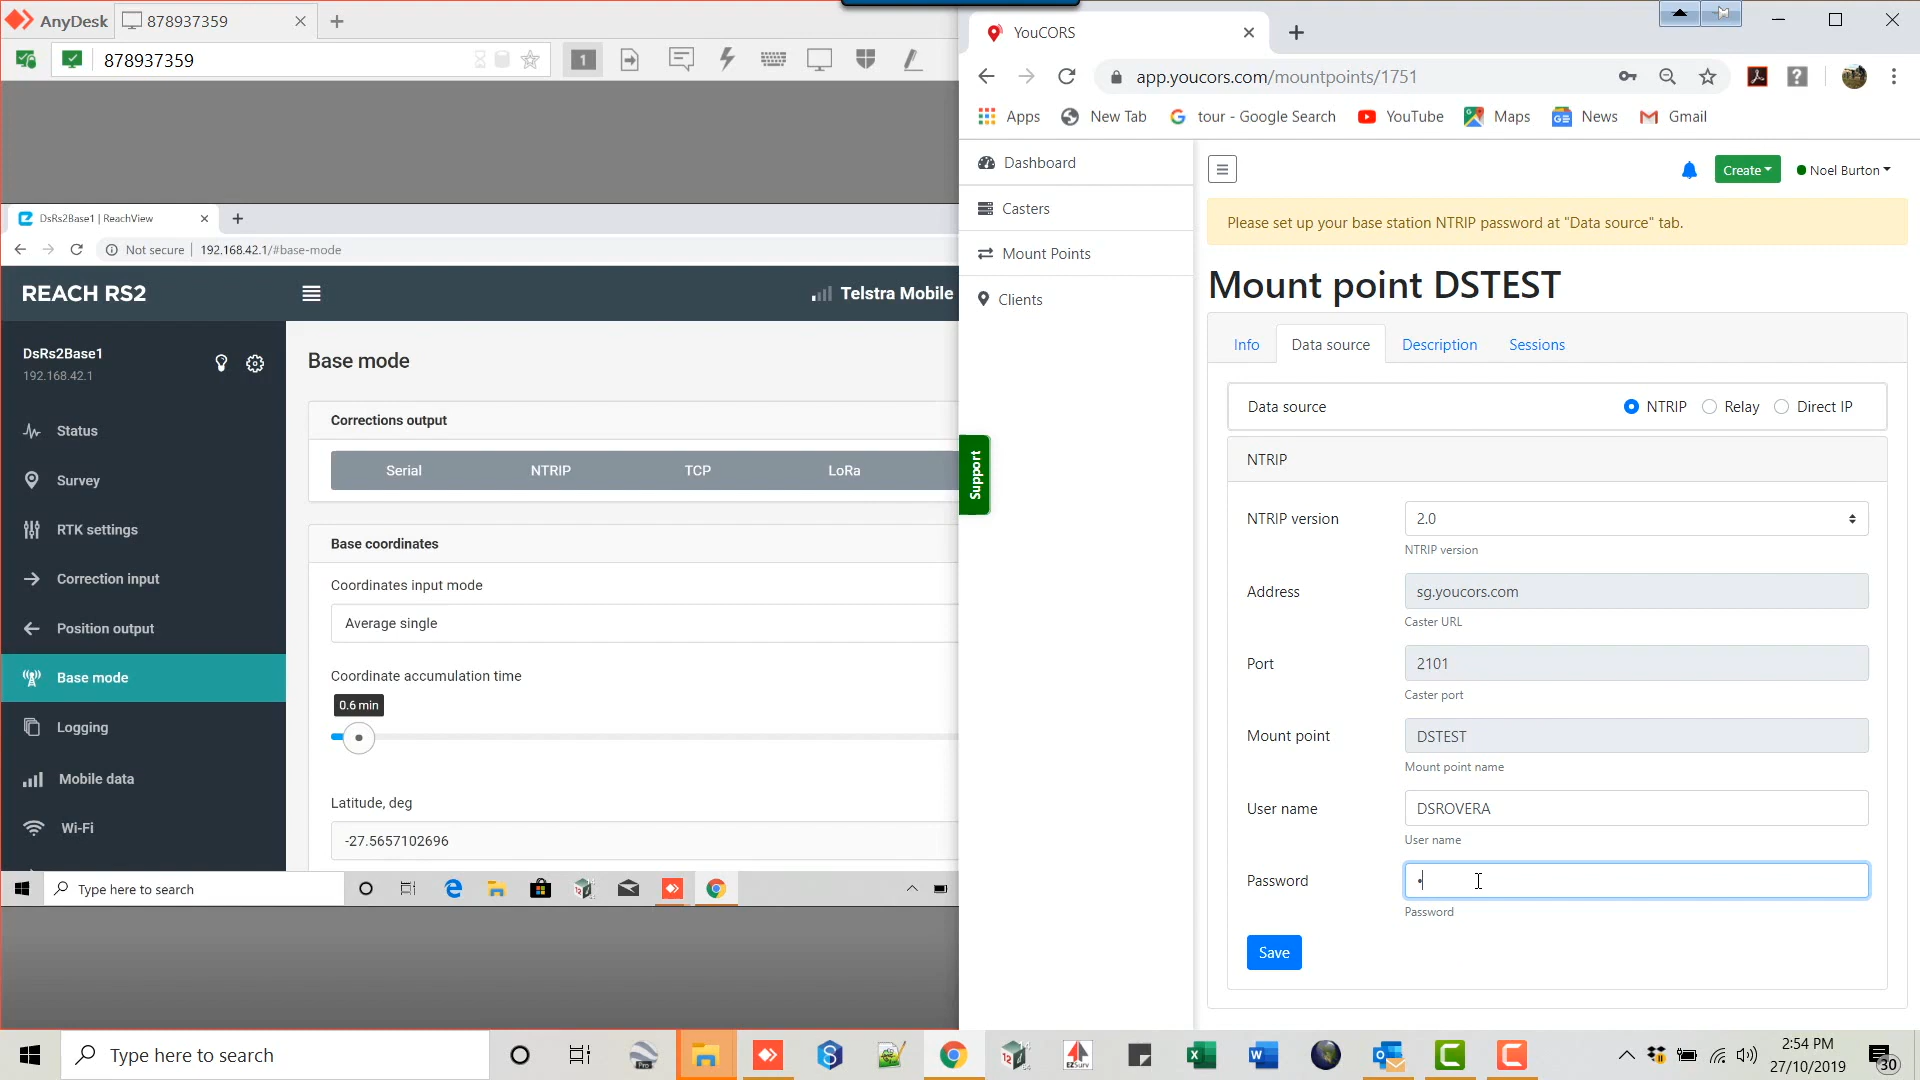 AnyDesk
878937359
878937359
1
DsRs2Base1 | ReachView
Not secure
192.168.42.1/#base-mode
REACH RS2
Telstra Mobile
DsRs2Base1
192.168.42.1
Status
Survey
RTK settings
Correction input
Position output
Base mode
Logging
Mobile data
Wi-Fi
Base mode
Corrections output
Serial
NTRIP
TCP
LoRa
Base coordinates
Coordinates input mode
Average single
Coordinate accumulation time
0.6 min
Latitude, deg
-27.5657102696
Type here to search
YouCORS
app.youcors.com/mountpoints/1751
Apps
New Tab
tour - Google Search
YouTube
Maps
News
Gmail
Dashboard
Casters
Mount Points
Clients
Support
Create
Noel Burton
Please set up your base station NTRIP password at "Data source" tab.
Mount point DSTEST
Info
Data source
Description
Sessions
Data source
NTRIP
Relay
Direct IP
NTRIP
NTRIP version
2.0
NTRIP version
Address
sg.youcors.com
Caster URL
Port
2101
Caster port
Mount point
DSTEST
Mount point name
User name
DSROVERA
User name
Password
Password
Save
Type here to search
2:54 PM
27/10/2019
30